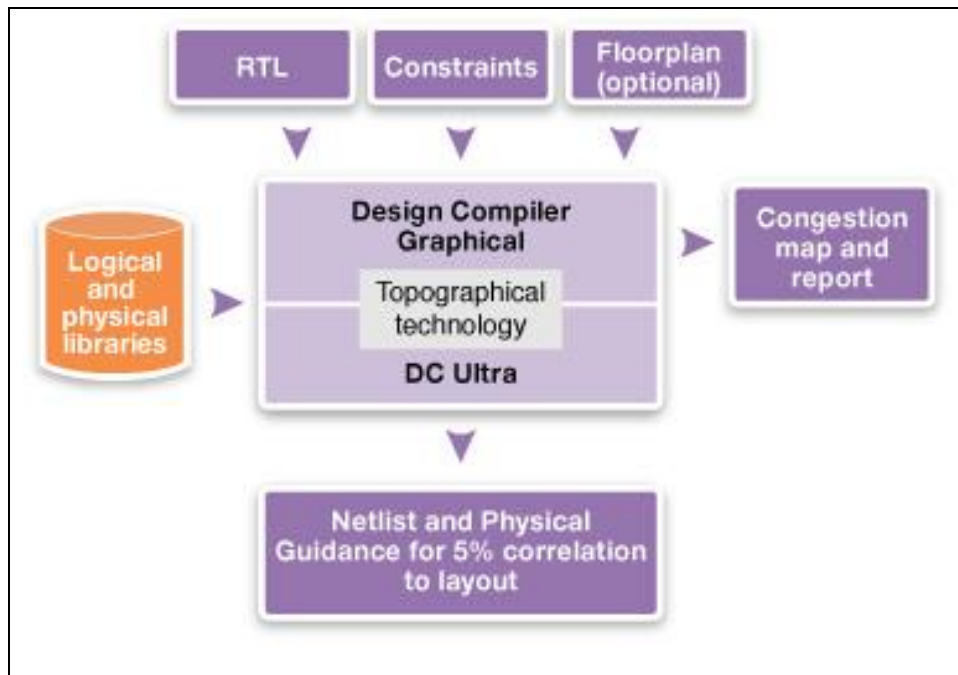 RTL
Constraints
Floorplan
(optional)
Design Compiler
Graphical
Topographical
technology
DC Ultra
Logical
and
physical
libraries
Congestion
map and
report
Netlist and Physical
Guidance for 5% correlation
to layout